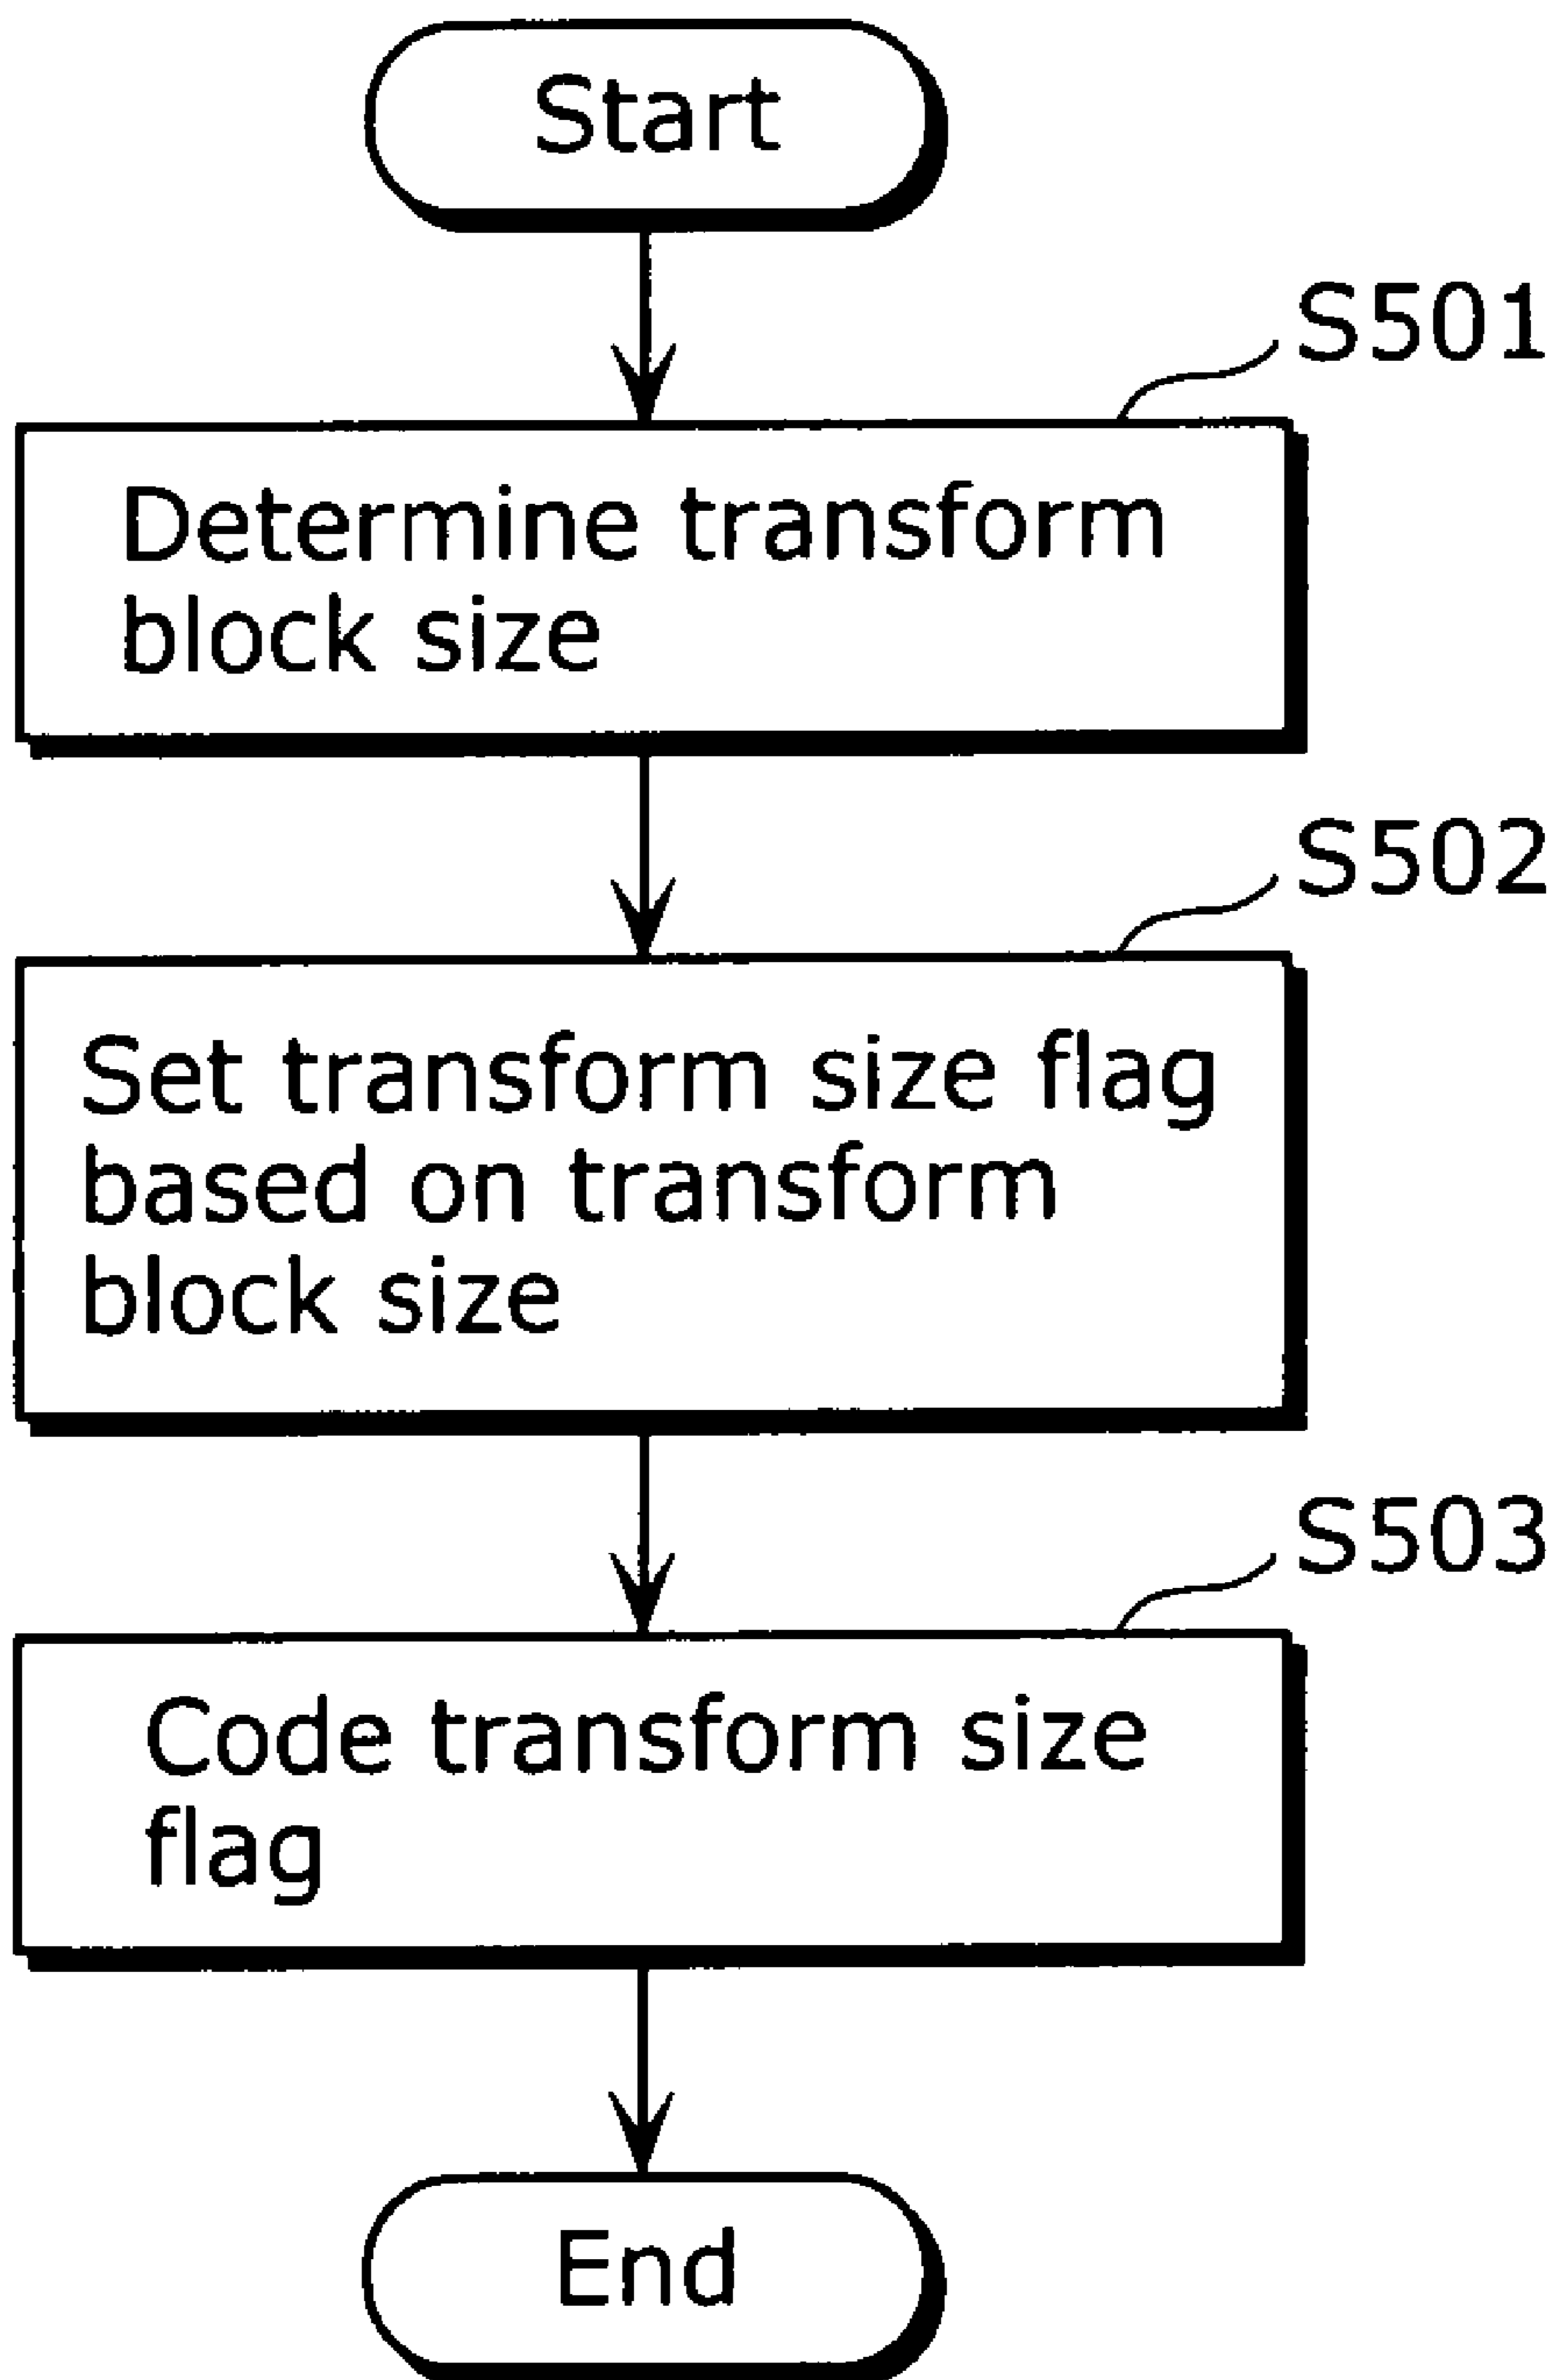 Start
S501
Determine transform
block size
S502
Set transform size flag
based on transform
block size
S503
Code transform size
flag
End